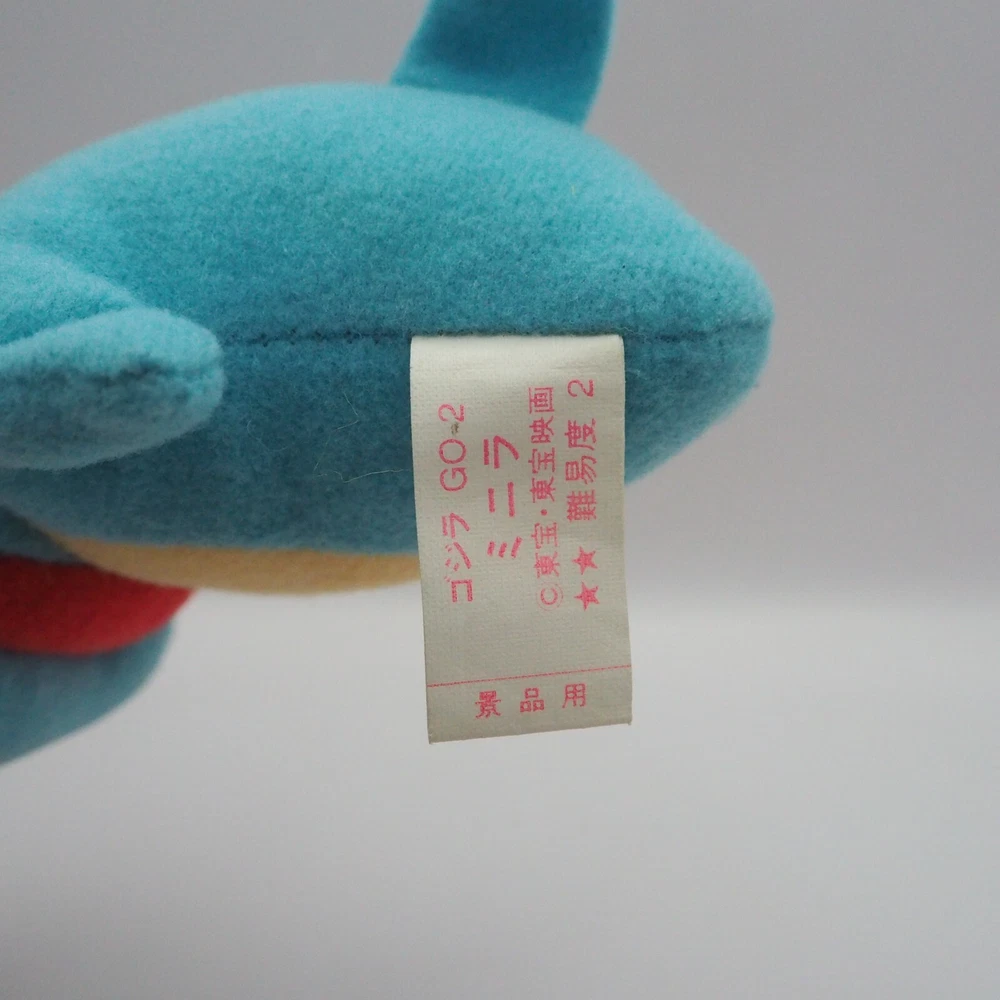 ゴジラ GO-2
ミニラ
©東宝・東宝映画
★★ 難易度 2
景品用